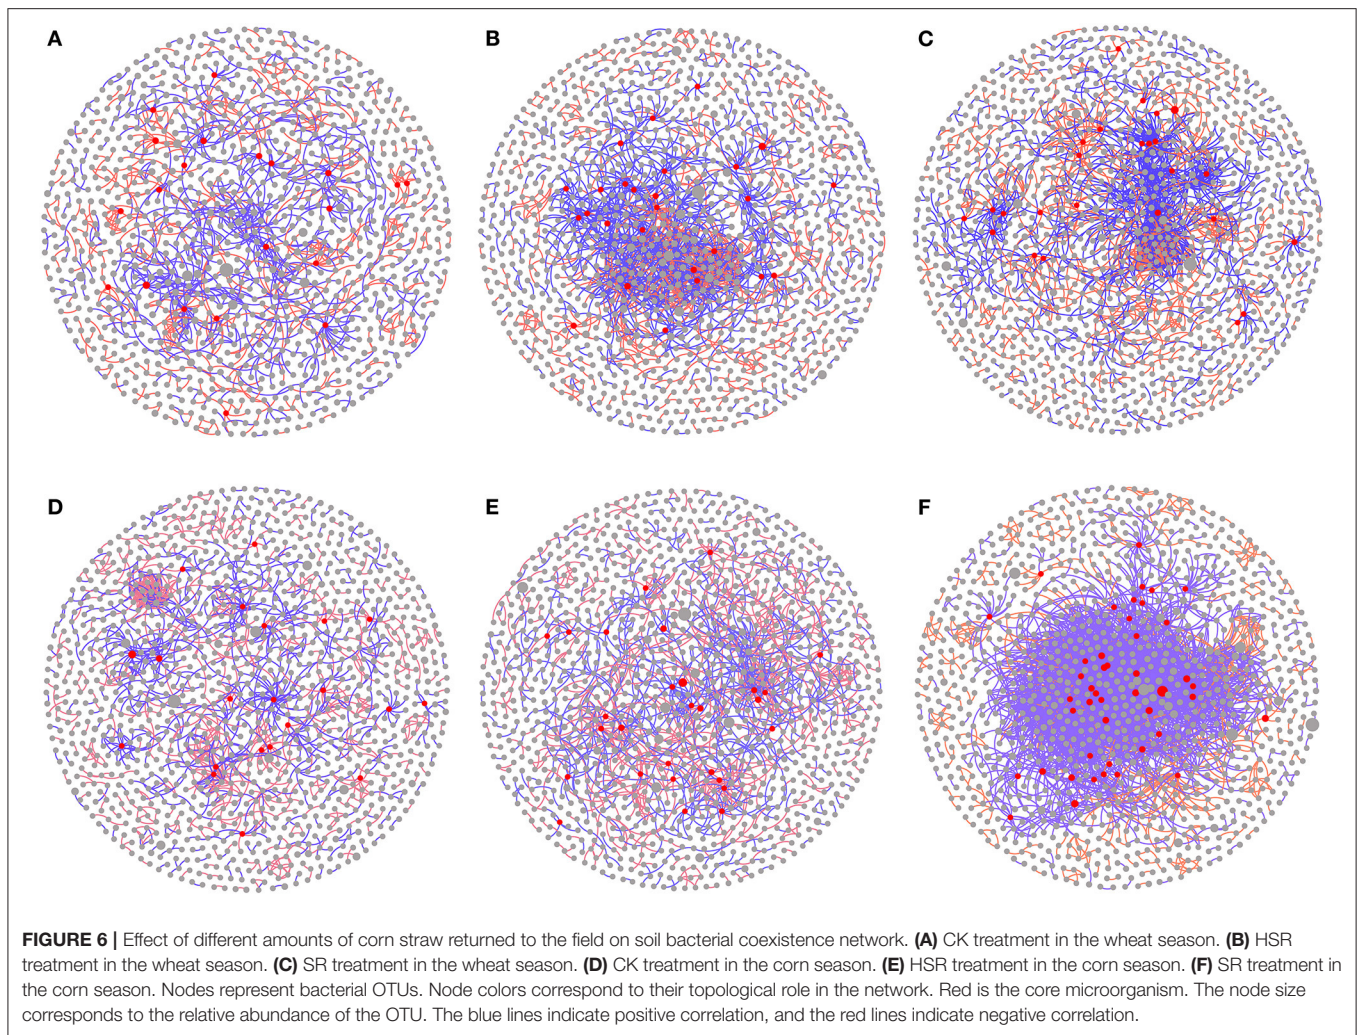 A
B
C
D
E
F
FIGURE 6 | Effect of different amounts of corn straw returned to the field on soil bacterial coexistence network. (A) CK treatment in the wheat season. (B) HSR
treatment in the wheat season. (C) SR treatment in the wheat season. (D) CK treatment in the corn season. (E) HSR treatment in the corn season. (F) SR treatment in
the corn season. Nodes represent bacterial OTUs. Node colors correspond to their topological role in the network. Red is the core microorganism. The node size
corresponds to the relative abundance of the OTU. The blue lines indicate positive correlation, and the red lines indicate negative correlation.